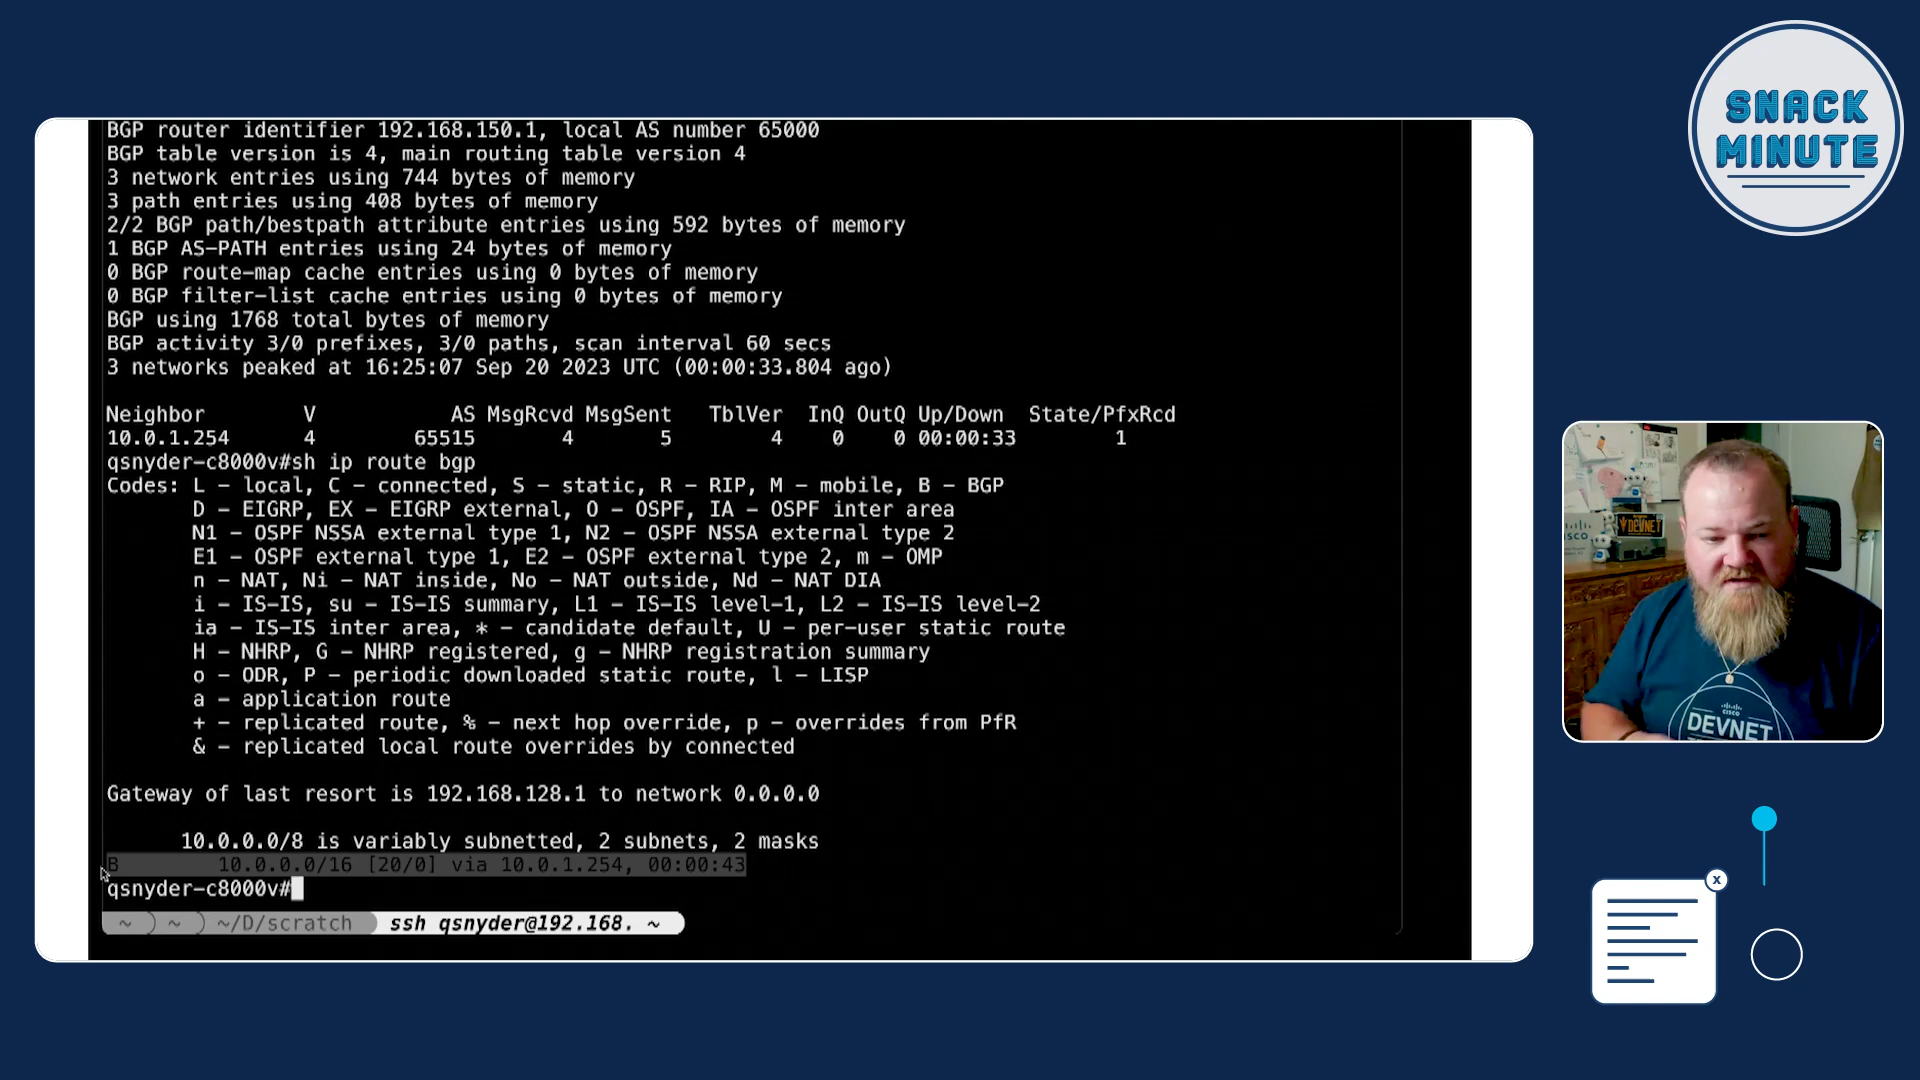 SNACK
MINUTE
BGP router identifier 192.168.150.1, local AS number 65000
BGP table version is 4, main routing table version 4
3 network entries using 744 bytes of memory
3 path entries using 408 bytes of memory
2/2 BGP path/bestpath attribute entries using 592 bytes of memory
1 BGP AS-PATH entries using 24 bytes of memory
0 BGP route-map cache entries using 0 bytes of memory
0 BGP filter-list cache entries using 0 bytes of memory
BGP using 1768 total bytes of memory
BGP activity 3/0 prefixes, 3/0 paths, scan interval 60 secs
3 networks peaked at 16:25:07 Sep 20 2023 UTC (00:00:33.804 ago)
Neighbor V AS MsgRcvd MsgSent TblVer InQ OutQ Up/Down State/PfxRcd
10.0.1.254 4 65515 4 5 4 0 0 00:00:33 1
qsnyder-c8000v#sh ip route bgp
Codes: L - local, C - connected, S - static, R - RIP, M - mobile, B - BGP
D - EIGRP, EX - EIGRP external, O - OSPF, IA - OSPF inter area
N1 - OSPF NSSA external type 1, N2 - OSPF NSSA external type 2
E1 - OSPF external type 1, E2 - OSPF external type 2, m - OMP
n - NAT, Ni - NAT inside, No - NAT outside, Nd - NAT DIA
i - IS-IS, su - IS-IS summary, L1 - IS-IS level-1, L2 - IS-IS level-2
ia - IS-IS inter area, * - candidate default, U - per-user static route
H - NHRP, G - NHRP registered, g - NHRP registration summary
o - ODR, P - periodic downloaded static route, l - LISP
a - application route
+ - replicated route, % - next hop override, p - overrides from PfR
& - replicated local route overrides by connected
Gateway of last resort is 192.168.128.1 to network 0.0.0.0
10.0.0.0/8 is variably subnetted, 2 subnets, 2 masks
B 10.0.0.0/16 [20/0] via 10.0.1.254, 00:00:43
qsnyder-c8000v#
~ ~ ~/D/scratch ssh qsnyder@192.168. ~
DEVNET
CISCO
DEVNET
x